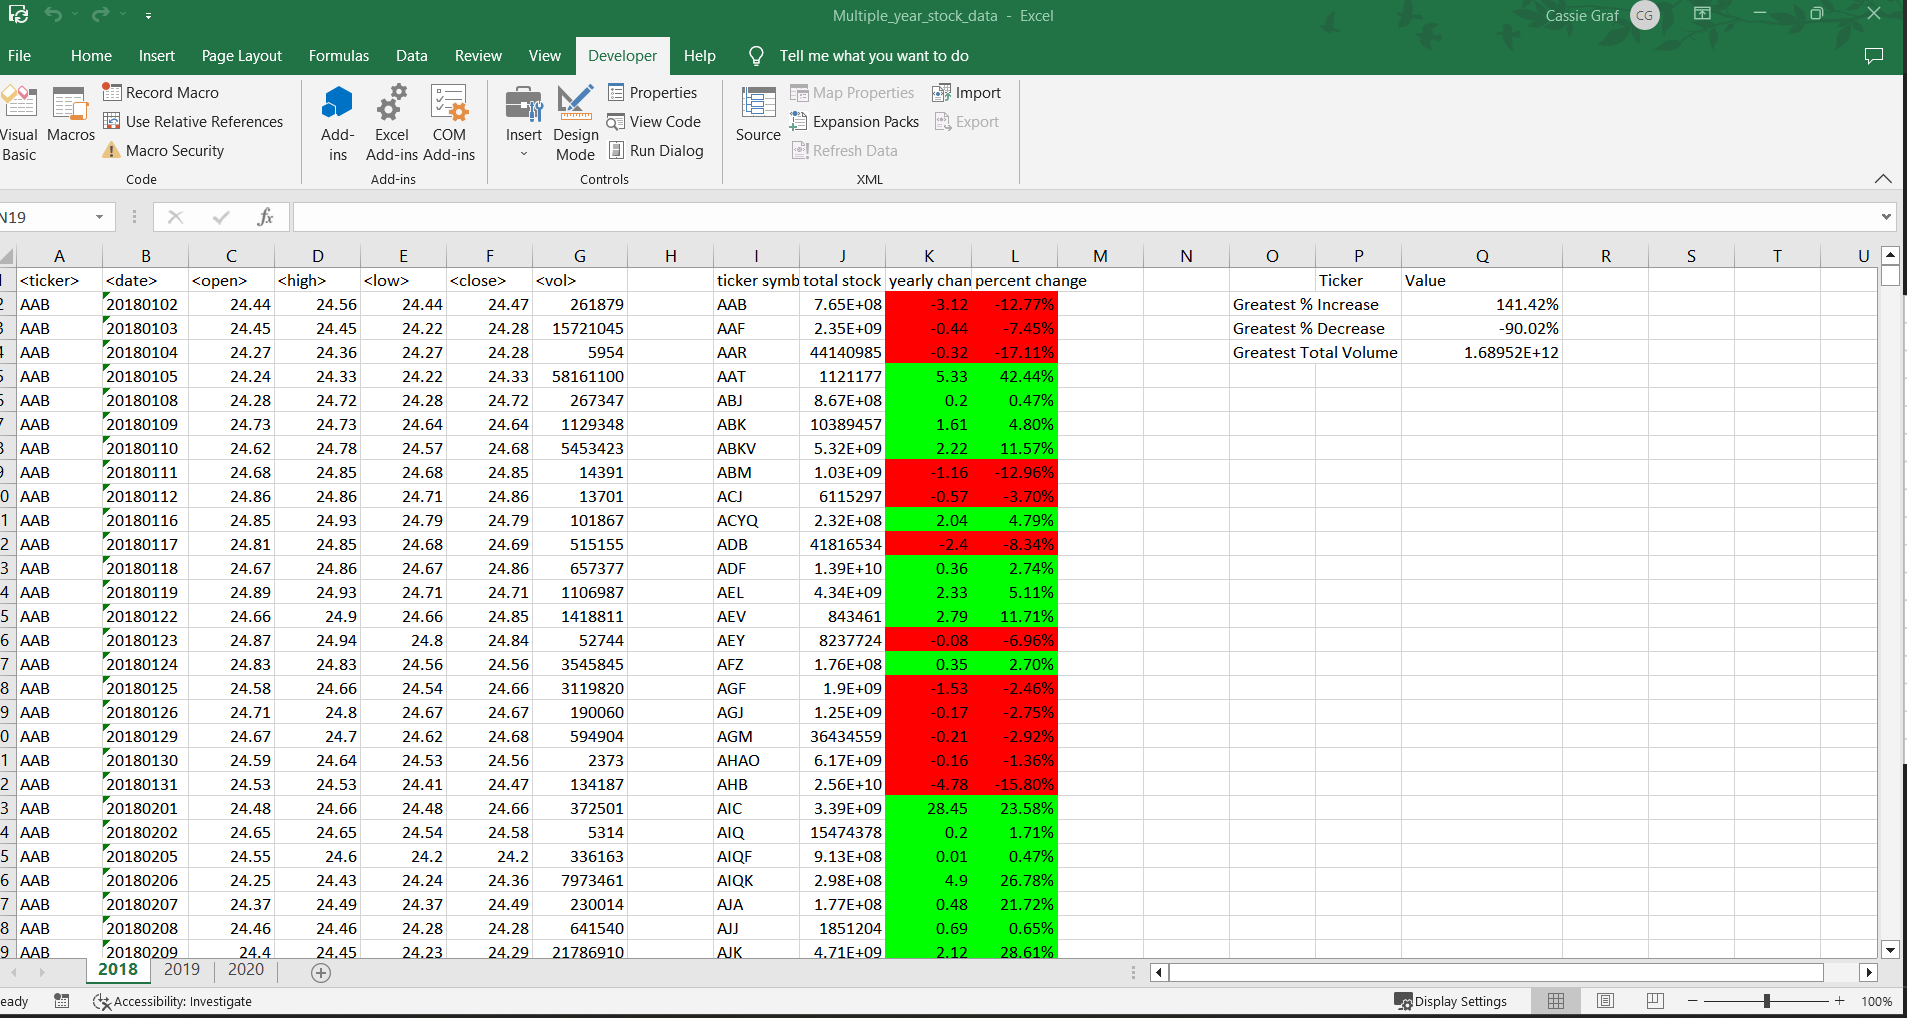 Multiple_year_stock_data - Excel Cassie Graf CG
File Home Insert Page Layout Formulas Data Review View Developer Help Tell me what you want to do
Visual Basic
Macros
Record Macro
Use Relative References
Macro Security
Code
Add-ins
Excel Add-ins
COM Add-ins
Add-ins
Insert
Design Mode
Properties
View Code
Run Dialog
Controls
Source
Map Properties
Expansion Packs
Refresh Data
Import
Export
XML
N19 fx
A B C D E F G H I J K L M N O P Q R S T U
1 <ticker> <date> <open> <high> <low> <close> <vol> ticker symb total stock yearly chan percent change Ticker Value
2 AAB 20180102 24.44 24.56 24.44 24.47 261879 AAB 7.65E+08 -3.12 -12.77% Greatest % Increase 141.42%
3 AAB 20180103 24.45 24.45 24.22 24.28 15721045 AAF 2.35E+09 -0.44 -7.45% Greatest % Decrease -90.02%
4 AAB 20180104 24.27 24.36 24.27 24.28 5954 AAR 44140985 -0.32 -17.11% Greatest Total Volume 1.68952E+12
5 AAB 20180105 24.24 24.33 24.22 24.33 58161100 AAT 1121177 5.33 42.44%
6 AAB 20180108 24.28 24.72 24.28 24.72 267347 ABJ 8.67E+08 0.2 0.47%
7 AAB 20180109 24.73 24.73 24.64 24.64 1129348 ABK 10389457 1.61 4.80%
8 AAB 20180110 24.62 24.78 24.57 24.68 5453423 ABKV 5.32E+09 2.22 11.57%
9 AAB 20180111 24.68 24.85 24.68 24.85 14391 ABM 1.03E+09 -1.16 -12.96%
0 AAB 20180112 24.86 24.86 24.71 24.86 13701 ACJ 6115297 -0.57 -3.70%
1 AAB 20180116 24.85 24.93 24.79 24.79 101867 ACYQ 2.32E+08 2.04 4.79%
2 AAB 20180117 24.81 24.85 24.68 24.69 515155 ADB 41816534 -2.4 -8.34%
3 AAB 20180118 24.67 24.86 24.67 24.86 657377 ADF 1.39E+10 0.36 2.74%
4 AAB 20180119 24.89 24.93 24.71 24.71 1106987 AEL 4.34E+09 2.33 5.11%
5 AAB 20180122 24.66 24.9 24.66 24.85 1418811 AEV 843461 2.79 11.71%
6 AAB 20180123 24.87 24.94 24.8 24.84 52744 AEY 8237724 -0.08 -6.96%
7 AAB 20180124 24.83 24.83 24.56 24.56 3545845 AFZ 1.76E+08 0.35 2.70%
8 AAB 20180125 24.58 24.66 24.54 24.66 3119820 AGF 1.9E+09 -1.53 -2.46%
9 AAB 20180126 24.71 24.8 24.67 24.67 190060 AGJ 1.25E+09 -0.17 -2.75%
0 AAB 20180129 24.67 24.7 24.62 24.68 594904 AGM 36434559 -0.21 -2.92%
1 AAB 20180130 24.59 24.64 24.53 24.56 2373 AHAO 6.17E+09 -0.16 -1.36%
2 AAB 20180131 24.53 24.53 24.41 24.47 134187 AHB 2.56E+10 -4.78 -15.80%
3 AAB 20180201 24.48 24.66 24.48 24.66 372501 AIC 3.39E+09 28.45 23.58%
4 AAB 20180202 24.65 24.65 24.54 24.58 5314 AIQ 15474378 0.2 1.71%
5 AAB 20180205 24.55 24.6 24.2 24.2 336163 AIQF 9.13E+08 0.01 0.47%
6 AAB 20180206 24.25 24.43 24.24 24.36 7973461 AIQK 2.98E+08 4.9 26.78%
7 AAB 20180207 24.37 24.49 24.37 24.49 230014 AJA 1.77E+08 0.48 21.72%
8 AAB 20180208 24.46 24.46 24.28 24.28 641540 AJJ 1851204 0.69 0.65%
9 AAB 20180209 24.4 24.45 24.23 24.29 21786910 AJK 4.71E+09 2.12 28.61%
2018 2019 2020
eady Accessibility: Investigate Display Settings 100%